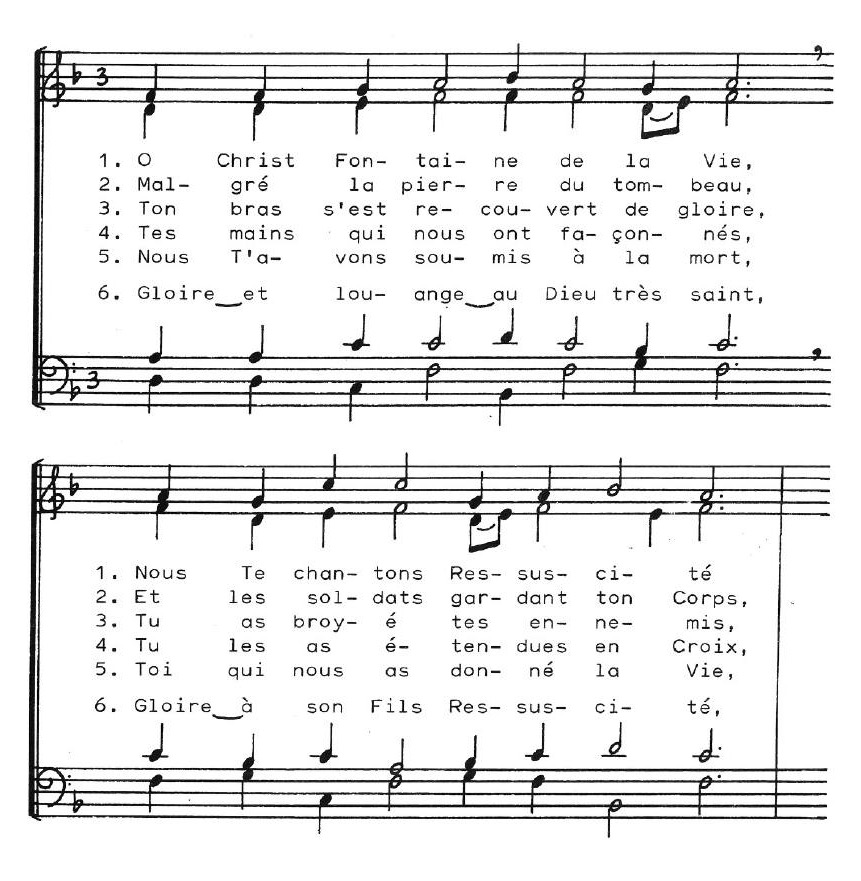 3
1. O Christ Fon- tai- ne de la Vie,
2. Mal- gré la pier- re du tom- beau,
3. Ton bras s'est re- cou- vert de gloire,
4. Tes mains qui nous ont fa- çon- nés,
5. Nous T'a- vons sou- mis à la mort,
6. Gloire‿et lou- ange‿au Dieu très saint,
3
1. Nous Te chan- tons Res- sus- ci- té
2. Et les sol- dats gar- dant ton Corps,
3. Tu as broy- é tes en- ne- mis,
4. Tu les as é- ten- dues en Croix,
5. Toi qui nous as don- né la Vie,
6. Gloire‿à son Fils Res- sus- ci- té,